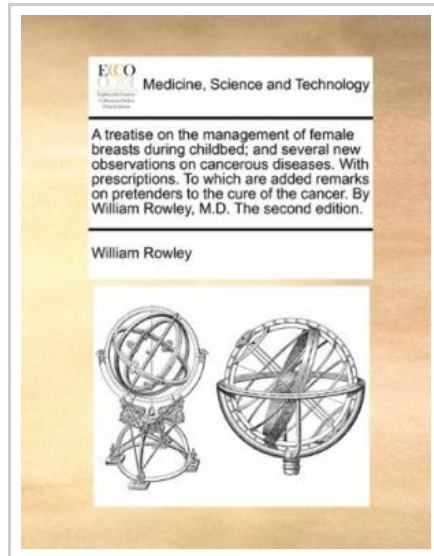 ECCO
Medicine, Science and Technology
A treatise on the management of female
breasts during childbed; and several new
observations on cancerous diseases. With
prescriptions. To which are added remarks
on pretenders to the cure of the cancer. By
William Rowley, M.D. The second edition.
William Rowley